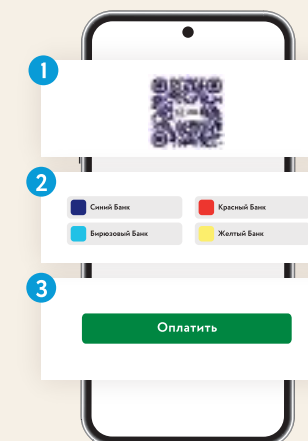 1
2
Синий Банк
Красный Банк
Бирюзовый Банк
Желтый Банк
3
Оплатить